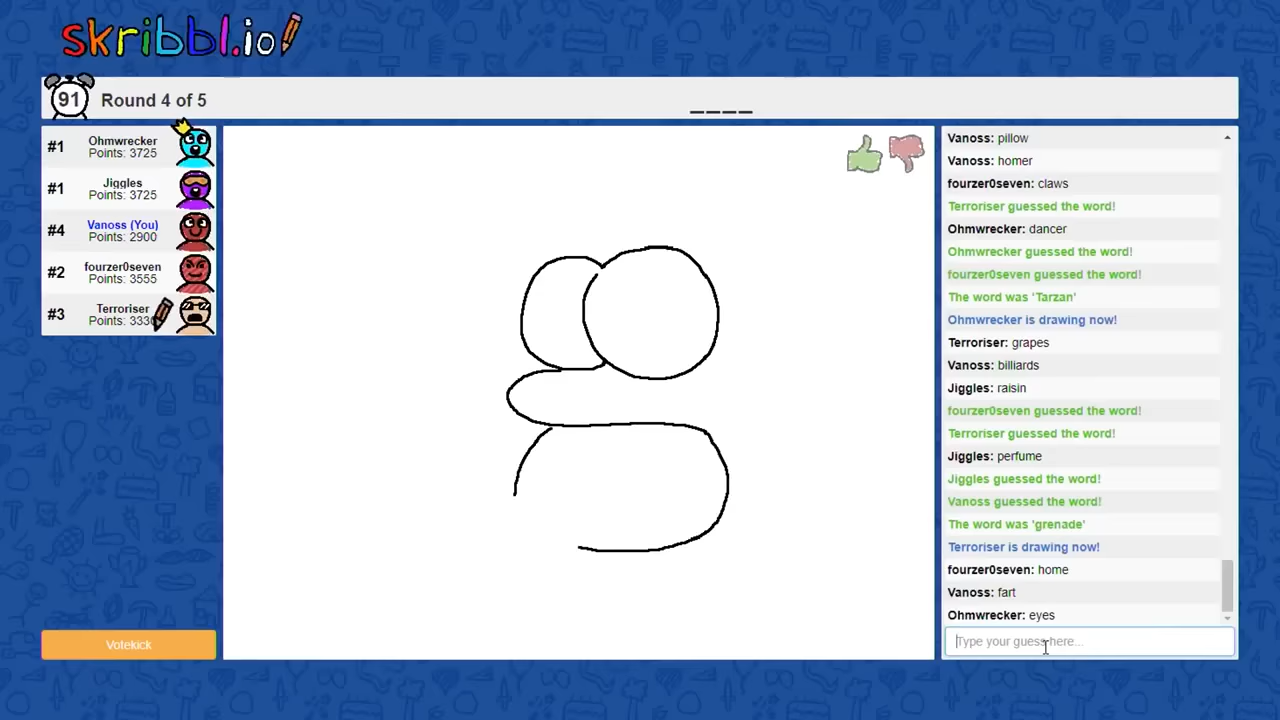 skribbl.io
91
Round 4 of 5
____
#1
Ohmwrecker
Points: 3725
#1
Jiggles
Points: 3725
#4
Vanoss (You)
Points: 2900
#2
fourzer0seven
Points: 3555
#3
Terroriser
Points: 3330
Votekick
Vanoss: pillow
Vanoss: homer
fourzer0seven: claws
Terroriser guessed the word!
Ohmwrecker: dancer
Ohmwrecker guessed the word!
fourzer0seven guessed the word!
The word was 'Tarzan'
Ohmwrecker is drawing now!
Terroriser: grapes
Vanoss: billiards
Jiggles: raisin
fourzer0seven guessed the word!
Terroriser guessed the word!
Jiggles: perfume
Jiggles guessed the word!
Vanoss guessed the word!
The word was 'grenade'
Terroriser is drawing now!
fourzer0seven: home
Vanoss: fart
Ohmwrecker: eyes
Type your guess here...